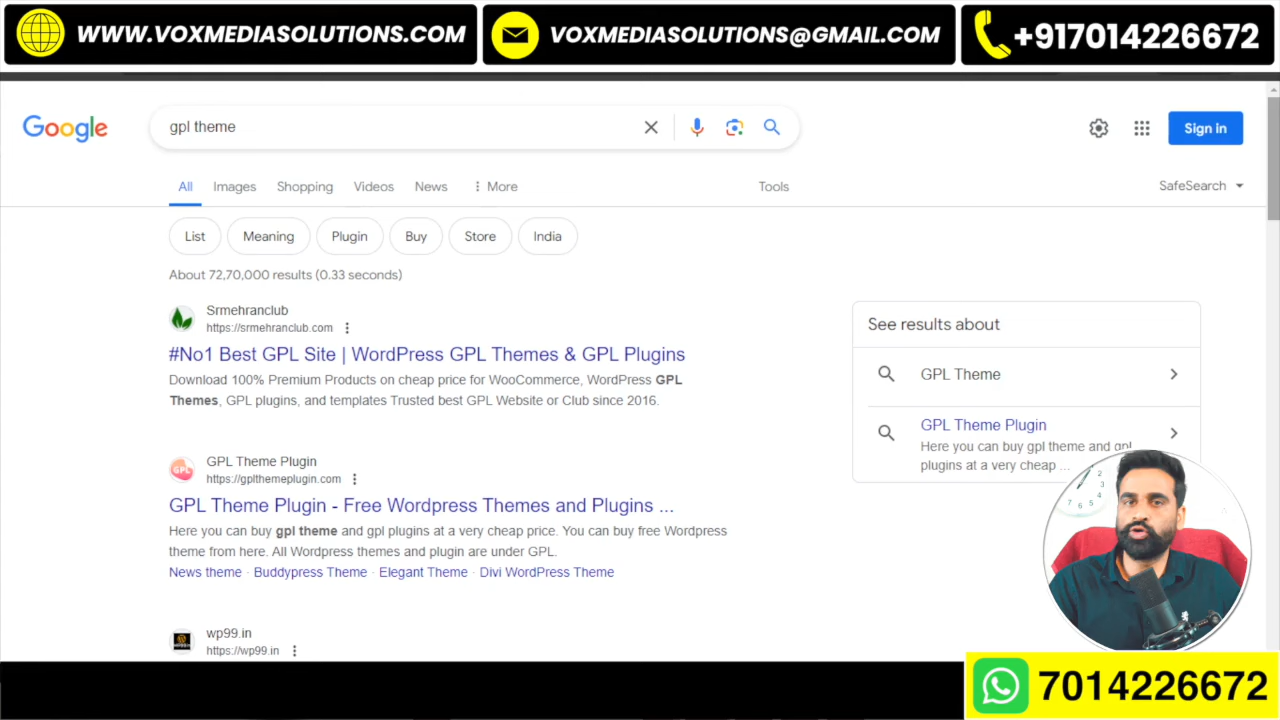 WWW.VOXMEDIASOLUTIONS.COM
VOXMEDIASOLUTIONS@GMAIL.COM
+917014226672
Google
gpl theme
Sign in
All Images Shopping Videos News More Tools SafeSearch
List Meaning Plugin Buy Store India
About 72,70,000 results (0.33 seconds)
Srmehranclub
https://srmehranclub.com
#No1 Best GPL Site | WordPress GPL Themes & GPL Plugins
Download 100% Premium Products on cheap price for WooCommerce, WordPress GPL
Themes, GPL plugins, and templates Trusted best GPL Website or Club since 2016.
See results about
GPL Theme
GPL Theme Plugin
Here you can buy gpl theme and gpl
plugins at a very cheap ...
GPL
GPL Theme Plugin
https://gplthemeplugin.com
GPL Theme Plugin - Free Wordpress Themes and Plugins ...
Here you can buy gpl theme and gpl plugins at a very cheap price. You can buy free Wordpress
theme from here. All Wordpress themes and plugin are under GPL.
News theme · Buddypress Theme · Elegant Theme · Divi WordPress Theme
wp99.in
https://wp99.in
7014226672